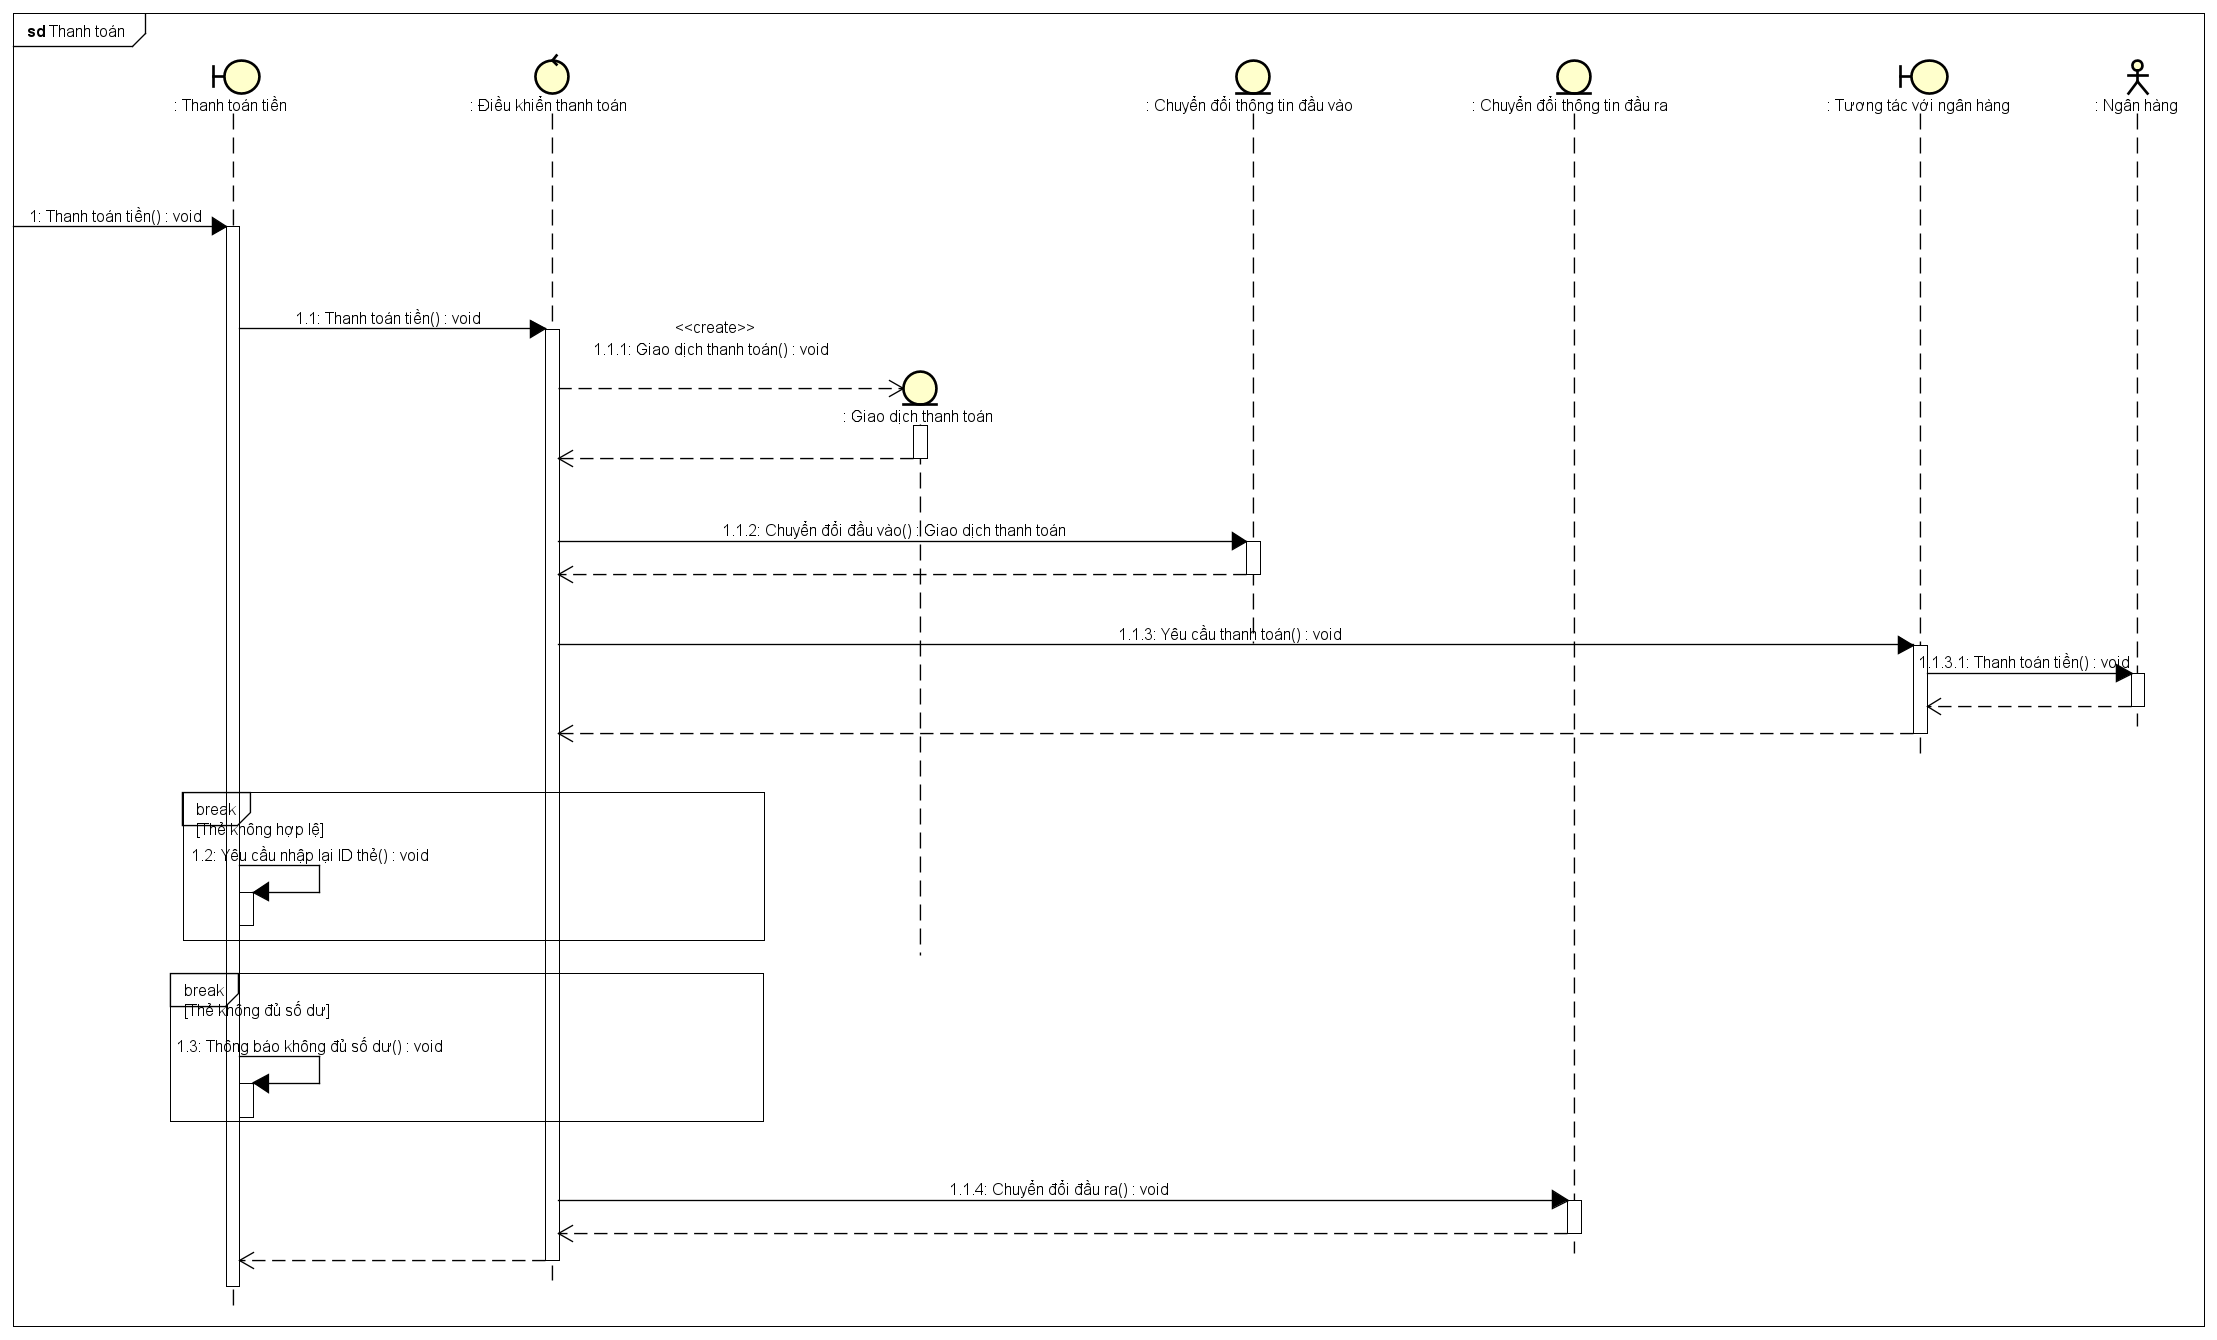 sd Thanh toán
: Thanh toán tiền
: Điều khiển thanh toán
: Chuyển đổi thông tin đầu vào
: Chuyển đổi thông tin đầu ra
: Tương tác với ngân hàng
: Ngân hàng
1: Thanh toán tiền() : void
1.1: Thanh toán tiền() : void
<<create>>
1.1.1: Giao dịch thanh toán() : void
: Giao dịch thanh toán
1.1.2: Chuyển đổi đầu vào() : Giao dịch thanh toán
1.1.3: Yêu cầu thanh toán() : void
1.1.3.1: Thanh toán tiền() : void
break
[Thẻ không hợp lệ]
1.2: Yêu cầu nhập lại ID thẻ() : void
break
[Thẻ không đủ số dư]
1.3: Thông báo không đủ số dư() : void
1.1.4: Chuyển đổi đầu ra() : void